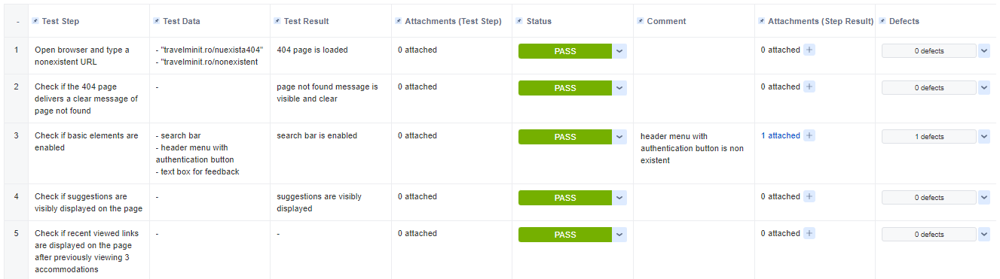 - Test Step Test Data Test Result Attachments (Test Step) Status Comment Attachments (Step Result) Defects
1 Open browser and type a - "travelminit.ro/nuexista404" 404 page is loaded 0 attached PASS 0 attached + 0 defects
nonexistent URL - "travelminit.ro/nonexistent
2 Check if the 404 page - page not found message is 0 attached PASS 0 attached + 0 defects
delivers a clear message of visible and clear
page not found
3 Check if basic elements are - search bar search bar is enabled 0 attached PASS header menu with 1 attached + 1 defects
enabled - header menu with authentication button is non
authentication button existent
- text box for feedback
4 Check if suggestions are - suggestions are visibly 0 attached PASS 0 attached + 0 defects
visibly displayed on the page displayed
5 Check if recent viewed links - - 0 attached PASS 0 attached + 0 defects
are displayed on the page
after previously viewing 3
accommodations